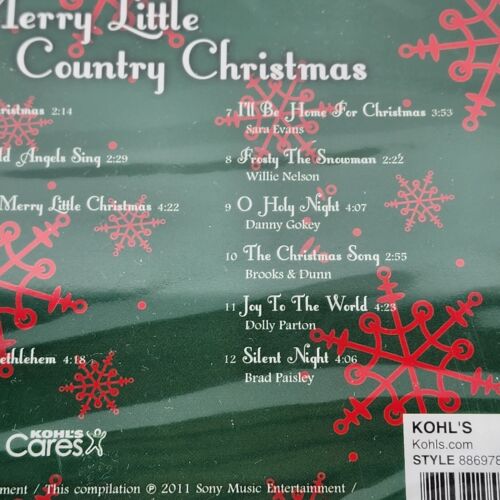 Merry Little
Country Christmas
Christmas 2:14
Angels Sing 2:29
Merry Little Christmas 4:22
Bethlehem 4:18
7 I'll Be Home For Christmas 3:53
Sara Evans
8 Frosty The Snowman 2:22
Willie Nelson
9 O Holy Night 4:07
Danny Gokey
10 The Christmas Song 2:55
Brooks & Dunn
11 Joy To The World 4:23
Dolly Parton
12 Silent Night 4:06
Brad Paisley
KOHL'S
Cares
KOHL'S
Kohls.com
STYLE 886978
/ This compilation ℗ 2011 Sony Music Entertainment /